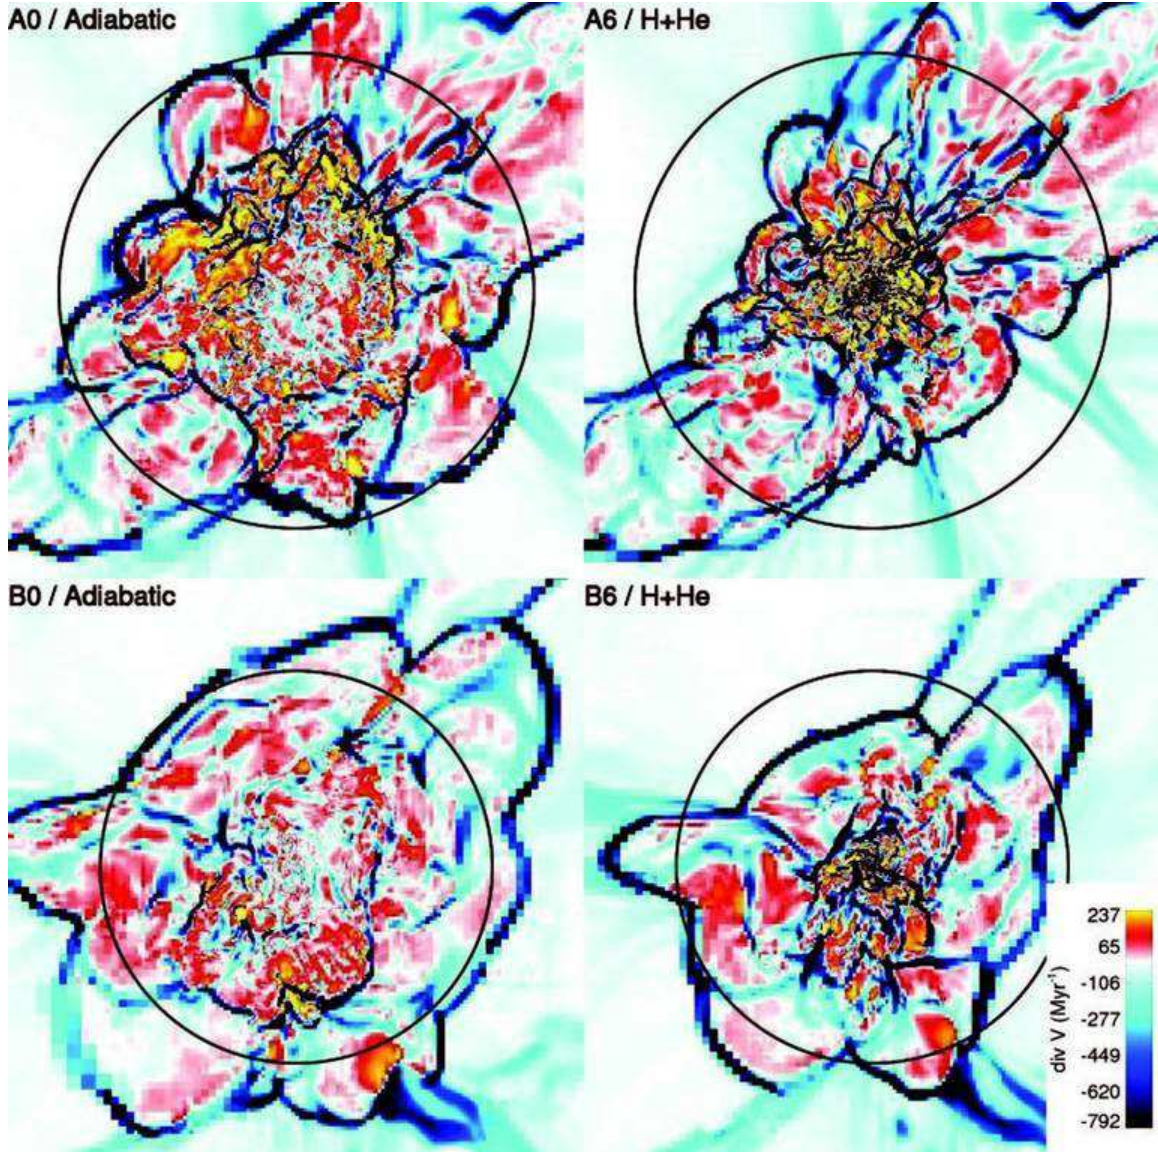 A0 / Adiabatic
A6 / H+He
B0 / Adiabatic
B6 / H+He
237
65
-106
-277
-449
-620
-792
div V (Myr⁻¹)